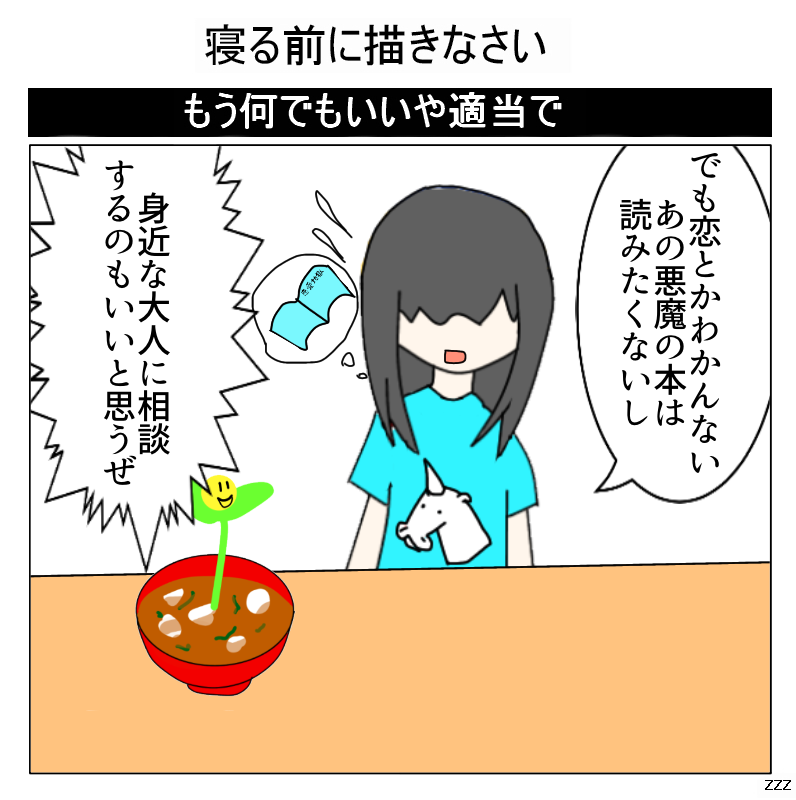 寝る前に描きなさい
もう何でもいいや適当で
でも恋とかわかんない
あの悪魔の本は
読みたくないし
身近な大人に相談
するのもいいと思うぜ
zzz